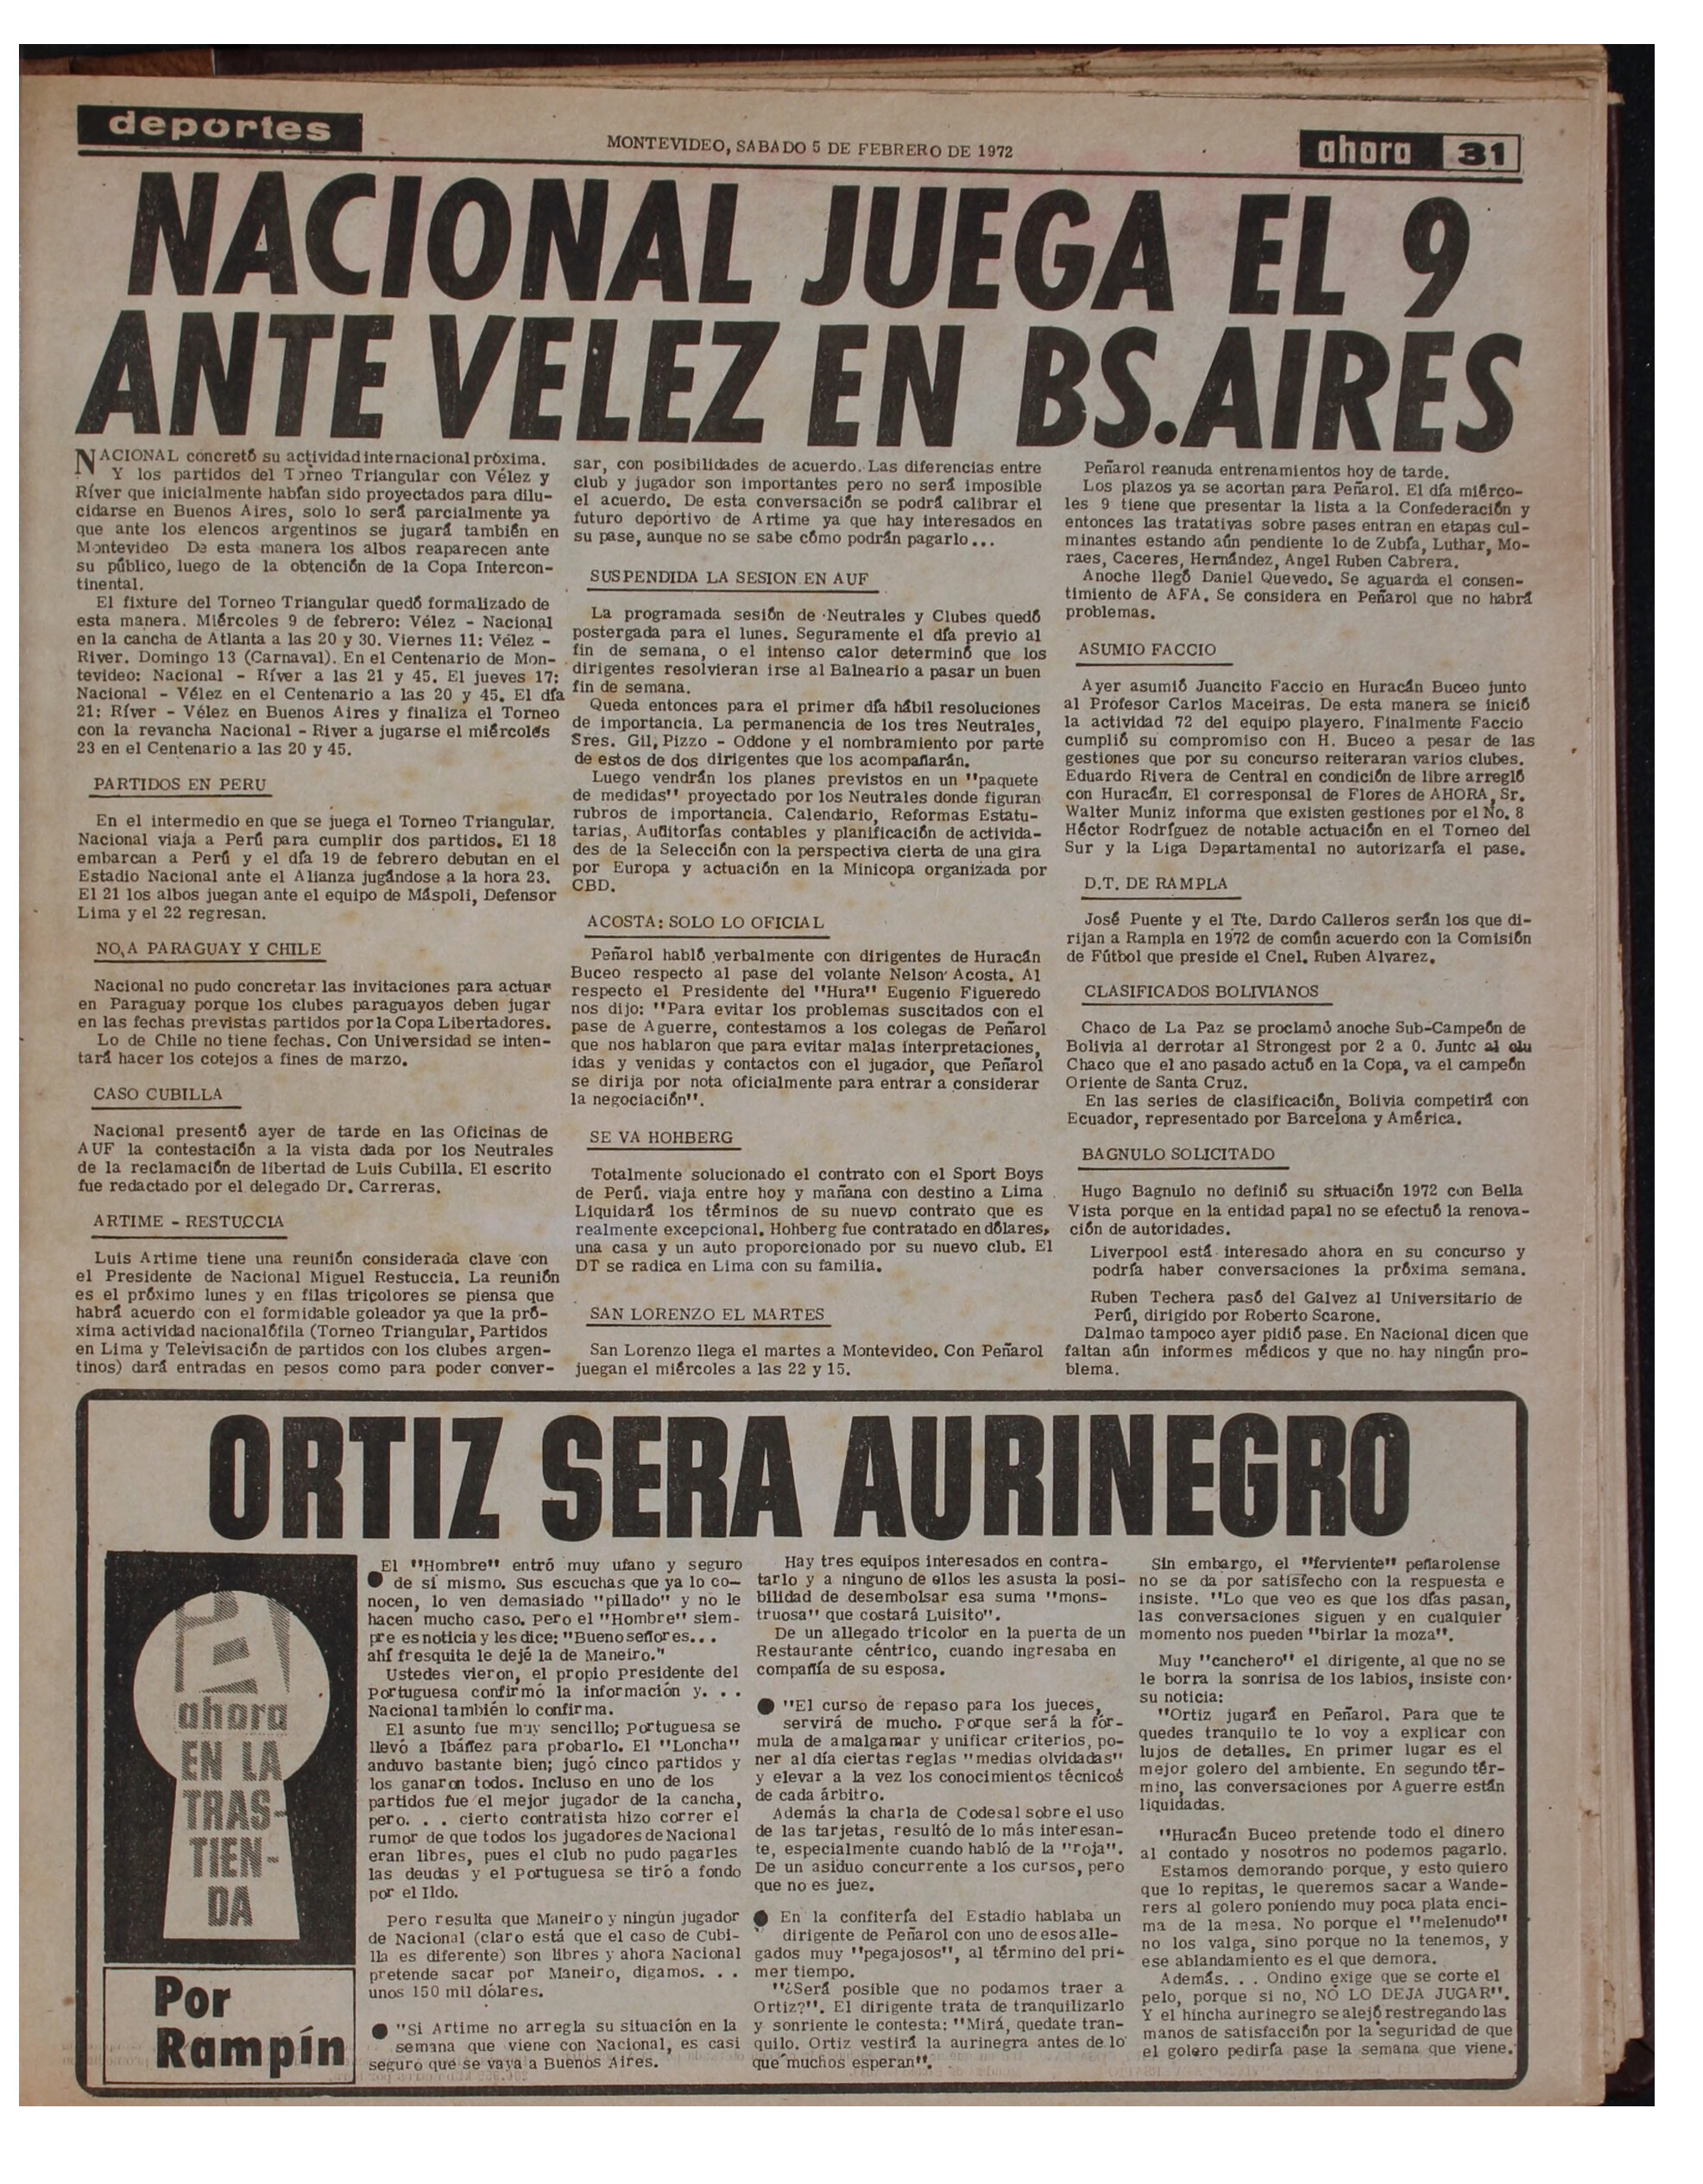 deportes
MONTEVIDEO, SABADO 5 DE FEBRERO DE 1972
ahora 31
NACIONAL JUEGA EL 9
ANTE VELEZ EN BS.AIRES
NACIONAL concretó su actividad internacional próxima.
Y los partidos del Torneo Triangular con Vélez y
Ríver que inicialmente habían sido proyectados para dilu-
cidarse en Buenos Aires, solo lo será parcialmente ya
que ante los elencos argentinos se jugará también en
Montevideo De esta manera los albos reaparecen ante
su público, luego de la obtención de la Copa Intercon-
tinental.
El fixture del Torneo Triangular quedó formalizado de
esta manera. Miércoles 9 de febrero: Vélez - Nacional
en la cancha de Atlanta a las 20 y 30. Viernes 11: Vélez -
River. Domingo 13 (Carnaval). En el Centenario de Mon-
tevideo: Nacional - Ríver a las 21 y 45. El jueves 17:
Nacional - Vélez en el Centenario a las 20 y 45. El día
21: Ríver - Vélez en Buenos Aires y finaliza el Torneo
con la revancha Nacional - River a jugarse el miércoles
23 en el Centenario a las 20 y 45.
PARTIDOS EN PERU
En el intermedio en que se juega el Torneo Triangular,
Nacional viaja a Perú para cumplir dos partidos. El 18
embarcan a Perú y el día 19 de febrero debutan en el
Estadio Nacional ante el Alianza jugándose a la hora 23.
El 21 los albos juegan ante el equipo de Máspoli, Defensor
Lima y el 22 regresan.
NO,A PARAGUAY Y CHILE
Nacional no pudo concretar las invitaciones para actuar
en Paraguay porque los clubes paraguayos deben jugar
en las fechas previstas partidos por la Copa Libertadores.
Lo de Chile no tiene fechas. Con Universidad se inten-
tará hacer los cotejos a fines de marzo.
CASO CUBILLA
Nacional presentó ayer de tarde en las Oficinas de
AUF la contestación a la vista dada por los Neutrales
de la reclamación de libertad de Luis Cubilla. El escrito
fue redactado por el delegado Dr. Carreras.
ARTIME - RESTUCCIA
Luis Artime tiene una reunión considerada clave con
el Presidente de Nacional Miguel Restuccia. La reunión
es el próximo lunes y en filas tricolores se piensa que
habrá acuerdo con el formidable goleador ya que la pró-
xima actividad nacionalófila (Torneo Triangular, Partidos
en Lima y Televisación de partidos con los clubes argen-
tinos) dará entradas en pesos como para poder conver-
sar, con posibilidades de acuerdo. Las diferencias entre
club y jugador son importantes pero no será imposible
el acuerdo. De esta conversación se podrá calibrar el
futuro deportivo de Artime ya que hay interesados en
su pase, aunque no se sabe cómo podrán pagarlo...
SUSPENDIDA LA SESION EN AUF
La programada sesión de Neutrales y Clubes quedó
postergada para el lunes. Seguramente el día previo al
fin de semana, o el intenso calor determinó que los
dirigentes resolvieran irse al Balneario a pasar un buen
fin de semana.
Queda entonces para el primer día hábil resoluciones
de importancia. La permanencia de los tres Neutrales,
Sres. Gil, Pizzo - Oddone y el nombramiento por parte
de estos de dos dirigentes que los acompañarán.
Luego vendrán los planes previstos en un "paquete
de medidas" proyectado por los Neutrales donde figuran
rubros de importancia. Calendario, Reformas Estatu-
tarias, Auditorías contables y planificación de activida-
des de la Selección con la perspectiva cierta de una gira
por Europa y actuación en la Minicopa organizada por
CBD.
ACOSTA: SOLO LO OFICIAL
Peñarol habló verbalmente con dirigentes de Huracán
Buceo respecto al pase del volante Nelson Acosta. Al
respecto el Presidente del "Hura" Eugenio Figueredo
nos dijo: "Para evitar los problemas suscitados con el
pase de Aguerre, contestamos a los colegas de Peñarol
que nos hablaron que para evitar malas interpretaciones,
idas y venidas y contactos con el jugador, que Peñarol
se dirija por nota oficialmente para entrar a considerar
la negociación".
SE VA HOHBERG
Totalmente solucionado el contrato con el Sport Boys
de Perú. viaja entre hoy y mañana con destino a Lima
Liquidará los términos de su nuevo contrato que es
realmente excepcional. Hohberg fue contratado en dólares,
una casa y un auto proporcionado por su nuevo club. El
DT se radica en Lima con su familia.
SAN LORENZO EL MARTES
San Lorenzo llega el martes a Montevideo. Con Peñarol
juegan el miércoles a las 22 y 15.
Peñarol reanuda entrenamientos hoy de tarde.
Los plazos ya se acortan para Peñarol. El día miérco-
les 9 tiene que presentar la lista a la Confederación y
entonces las tratativas sobre pases entran en etapas cul-
minantes estando aún pendiente lo de Zubía, Luthar, Mo-
raes, Caceres, Hernández, Angel Ruben Cabrera.
Anoche llegó Daniel Quevedo. Se aguarda el consen-
timiento de AFA. Se considera en Peñarol que no habrá
problemas.
ASUMIO FACCIO
Ayer asumió Juancito Faccio en Huracán Buceo junto
al Profesor Carlos Maceiras. De esta manera se inició
la actividad 72 del equipo playero. Finalmente Faccio
cumplió su compromiso con H. Buceo a pesar de las
gestiones que por su concurso reiteraran varios clubes.
Eduardo Rivera de Central en condición de libre arregló
con Huracán. El corresponsal de Flores de AHORA, Sr.
Walter Muniz informa que existen gestiones por el No. 8
Héctor Rodríguez de notable actuación en el Torneo del
Sur y la Liga Departamental no autorizaría el pase.
D.T. DE RAMPLA
José Puente y el Tte. Dardo Calleros serán los que di-
rijan a Rampla en 1972 de común acuerdo con la Comisión
de Fútbol que preside el Cnel. Ruben Alvarez.
CLASIFICADOS BOLIVIANOS
Chaco de La Paz se proclamó anoche Sub-Campeón de
Bolivia al derrotar al Strongest por 2 a 0. Junto al
Chaco que el ano pasado actuó en la Copa, va el campeón
Oriente de Santa Cruz.
En las series de clasificación, Bolivia competirá con
Ecuador, representado por Barcelona y América.
BAGNULO SOLICITADO
Hugo Bagnulo no definió su situación 1972 con Bella
Vista porque en la entidad papal no se efectuó la renova-
ción de autoridades.
Liverpool está interesado ahora en su concurso y
podría haber conversaciones la próxima semana.
Ruben Techera pasó del Galvez al Universitario de
Perú, dirigido por Roberto Scarone.
Dalmao tampoco ayer pidió pase. En Nacional dicen que
faltan aún informes médicos y que no hay ningún pro-
blema.
ORTIZ SERA AURINEGRO
ahora
EN LA
TRAS-
TIEN-
DA
Por
Rampín
El "Hombre" entró muy ufano y seguro
de sí mismo. Sus escuchas que ya lo co-
nocen, lo ven demasiado "pillado" y no le
hacen mucho caso. Pero el "Hombre" siem-
pre es noticia y les dice: "Bueno señores...
ahí fresquita le dejé la de Maneiro."
Ustedes vieron, el propio Presidente del
Portuguesa confirmó la información y. . .
Nacional también lo confirma.
El asunto fue muy sencillo; Portuguesa se
llevó a Ibáñez para probarlo. El "Loncha"
anduvo bastante bien; jugó cinco partidos y
los ganaron todos. Incluso en uno de los
partidos fue el mejor jugador de la cancha,
pero. . . cierto contratista hizo correr el
rumor de que todos los jugadores de Nacional
eran libres, pues el club no pudo pagarles
las deudas y el Portuguesa se tiró a fondo
por el Ildo.
Pero resulta que Maneiro y ningún jugador
de Nacional (claro está que el caso de Cubi-
lla es diferente) son libres y ahora Nacional
pretende sacar por Maneiro, digamos. . .
unos 150 mil dólares.
"Si Artime no arregla su situación en la
semana que viene con Nacional, es casi
seguro que se vaya a Buenos Aires.
Hay tres equipos interesados en contra-
tarlo y a ninguno de ellos les asusta la posi-
bilidad de desembolsar esa suma "mons-
truosa" que costará Luisito".
De un allegado tricolor en la puerta de un
Restaurante céntrico, cuando ingresaba en
compañía de su esposa.
"El curso de repaso para los jueces,
servirá de mucho. Porque será la fór-
mula de amalgamar y unificar criterios, po-
ner al día ciertas reglas "medias olvidadas"
y elevar a la vez los conocimientos técnicos
de cada árbitro.
Además la charla de Codesal sobre el uso
de las tarjetas, resultó de lo más interesan-
te, especialmente cuando habló de la "roja".
De un asiduo concurrente a los cursos, pero
que no es juez.
En la confitería del Estadio hablaba un
dirigente de Peñarol con uno de esos alle-
gados muy "pegajosos", al término del pri-
mer tiempo.
"¿Será posible que no podamos traer a
Ortiz?". El dirigente trata de tranquilizarlo
y sonriente le contesta: "Mirá, quedate tran-
quilo. Ortiz vestirá la aurinegra antes de lo
que muchos esperan".
Sin embargo, el "ferviente" peñarolense
no se da por satisfecho con la respuesta e
insiste. "Lo que veo es que los días pasan,
las conversaciones siguen y en cualquier
momento nos pueden "birlar la moza".
Muy "canchero" el dirigente, al que no se
le borra la sonrisa de los labios, insiste con
su noticia:
"Ortiz jugará en Peñarol. Para que te
quedes tranquilo te lo voy a explicar con
lujos de detalles. En primer lugar es el
mejor golero del ambiente. En segundo tér-
mino, las conversaciones por Aguerre están
liquidadas.
"Huracán Buceo pretende todo el dinero
al contado y nosotros no podemos pagarlo.
Estamos demorando porque, y esto quiero
que lo repitas, le queremos sacar a Wande-
rers al golero poniendo muy poca plata enci-
ma de la mesa. No porque el "melenudo"
no los valga, sino porque no la tenemos, y
ese ablandamiento es el que demora.
Además. . . Ondino exige que se corte el
pelo, porque si no, NO LO DEJA JUGAR".
Y el hincha aurinegro se alejó restregando las
manos de satisfacción por la seguridad de que
el golero pediría pase la semana que viene.